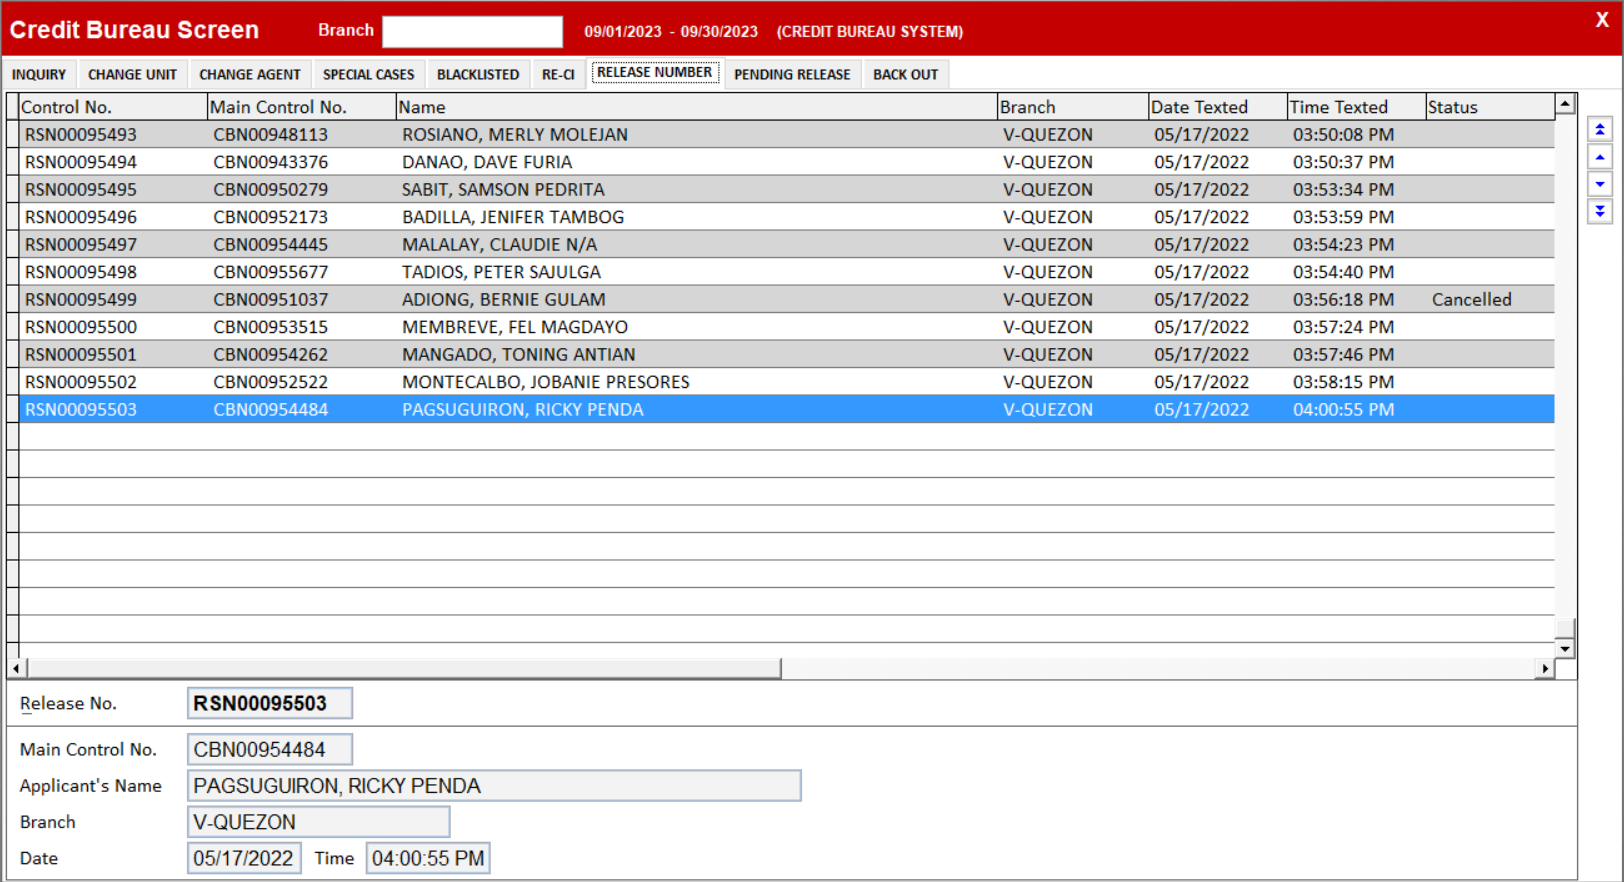 Credit Bureau Screen Branch 09/01/2023 - 09/30/2023 (CREDIT BUREAU SYSTEM) X
INQUIRY CHANGE UNIT CHANGE AGENT SPECIAL CASES BLACKLISTED RE-CI RELEASE NUMBER PENDING RELEASE BACK OUT
Control No. Main Control No. Name Branch Date Texted Time Texted Status
RSN00095493 CBN00948113 ROSIANO, MERLY MOLEJAN V-QUEZON 05/17/2022 03:50:08 PM
RSN00095494 CBN00943376 DANAO, DAVE FURIA V-QUEZON 05/17/2022 03:50:37 PM
RSN00095495 CBN00950279 SABIT, SAMSON PEDRITA V-QUEZON 05/17/2022 03:53:34 PM
RSN00095496 CBN00952173 BADILLA, JENIFER TAMBOG V-QUEZON 05/17/2022 03:53:59 PM
RSN00095497 CBN00954445 MALALAY, CLAUDIE N/A V-QUEZON 05/17/2022 03:54:23 PM
RSN00095498 CBN00955677 TADIOS, PETER SAJULGA V-QUEZON 05/17/2022 03:54:40 PM
RSN00095499 CBN00951037 ADIONG, BERNIE GULAM V-QUEZON 05/17/2022 03:56:18 PM Cancelled
RSN00095500 CBN00953515 MEMBREVE, FEL MAGDAYO V-QUEZON 05/17/2022 03:57:24 PM
RSN00095501 CBN00954262 MANGADO, TONING ANTIAN V-QUEZON 05/17/2022 03:57:46 PM
RSN00095502 CBN00952522 MONTECALBO, JOBANIE PRESORES V-QUEZON 05/17/2022 03:58:15 PM
RSN00095503 CBN00954484 PAGSUGUIRON, RICKY PENDA V-QUEZON 05/17/2022 04:00:55 PM
Release No. RSN00095503
Main Control No. CBN00954484
Applicant's Name PAGSUGUIRON, RICKY PENDA
Branch V-QUEZON
Date 05/17/2022 Time 04:00:55 PM